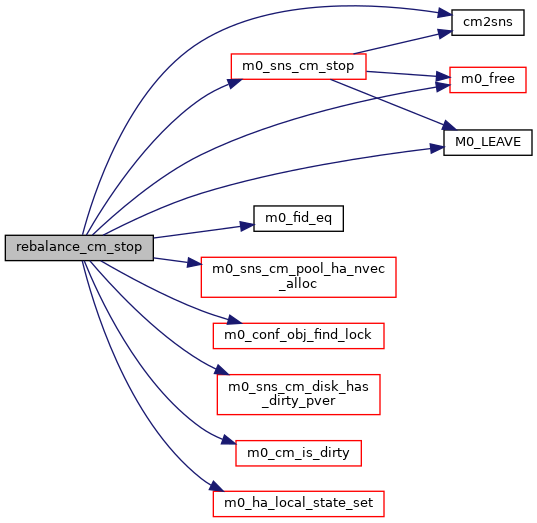 cm2sns
m0_sns_cm_stop
m0_free
M0_LEAVE
m0_fid_eq
rebalance_cm_stop
m0_sns_cm_pool_ha_nvec
_alloc
m0_conf_obj_find_lock
m0_sns_cm_disk_has
_dirty_pver
m0_cm_is_dirty
m0_ha_local_state_set